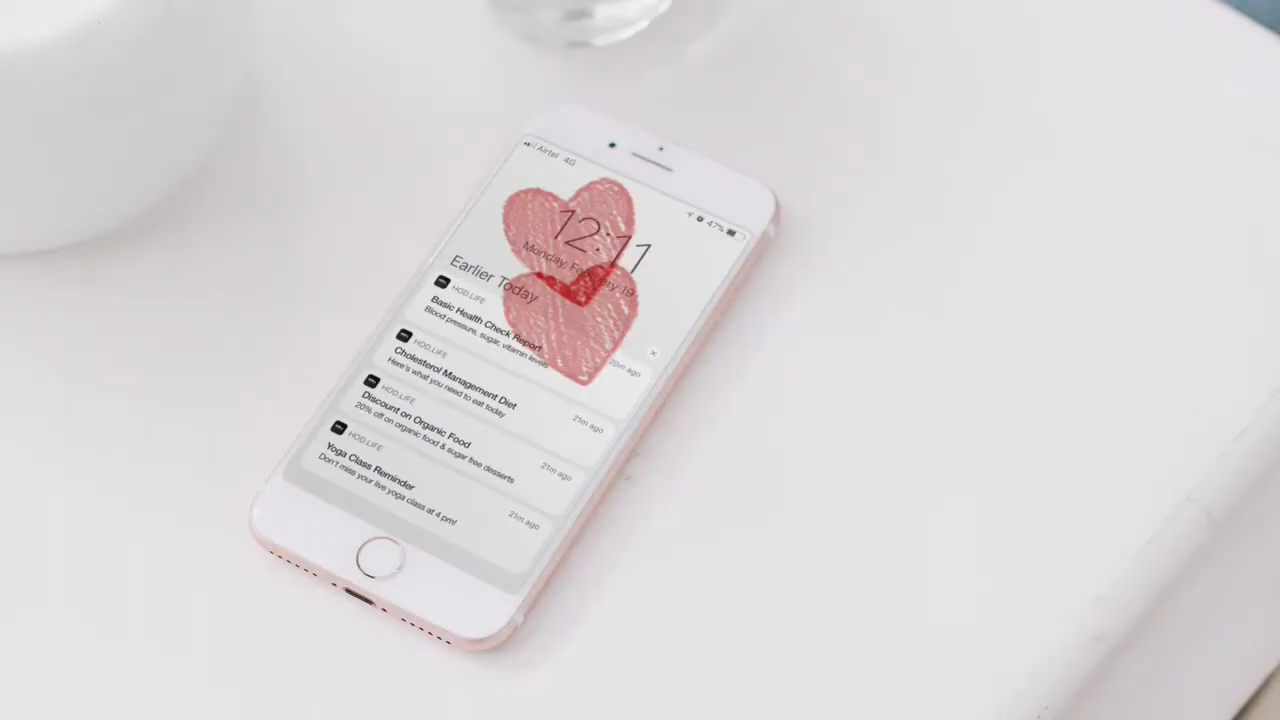 Airtel 4G
47%
12:11
Monday, February 19
Earlier Today
HOD.LIFE
Basic Health Check Report
20m ago
Blood pressure, sugar, vitamin levels
HOD.LIFE
Cholesterol Management Diet
21m ago
Here's what you need to eat today
HOD.LIFE
Discount on Organic Food
21m ago
20% off on organic food & sugar free desserts
HOD.LIFE
Yoga Class Reminder
21m ago
Don't miss your live yoga class at 4 pm!